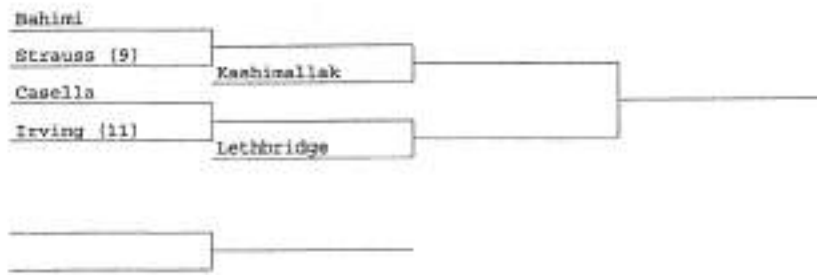 Bahimi
Strauss (9)
Kashimallak
Casella
Irving (11)
Lethbridge